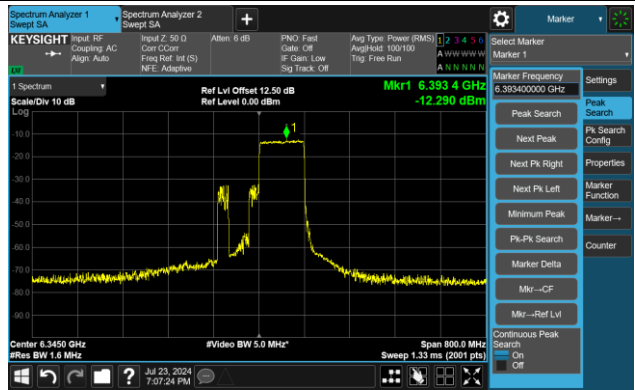 Spectrum Analyzer 1
Swept SA
Spectrum Analyzer 2
Swept SA
+
Marker
KEYSIGHT
Input: RF
Coupling: AC
Align: Auto
Input Z: 50 Ω
Corr CCorr
Freq Ref: Int (S)
NFE: Adaptive
Atten: 6 dB
PNO: Fast
Gate: Off
IF Gain: Low
Sig Track: Off
Avg Type: Power (RMS)
Avg|Hold: 100/100
Trig: Free Run
1 2 3 4 5 6
A W W W W W
A N N N N N
Select Marker
Marker 1
1 Spectrum
Scale/Div 10 dB
Log
Ref Lvl Offset 12.50 dB
Ref Level 0.00 dBm
Mkr1 6.393 4 GHz
-12.290 dBm
1
-10.0
-20.0
-30.0
-40.0
-50.0
-60.0
-70.0
-80.0
-90.0
Center 6.3450 GHz
#Res BW 1.6 MHz
#Video BW 5.0 MHz*
Span 800.0 MHz
Sweep 1.33 ms (2001 pts)
Marker Frequency
6.393400000 GHz
Peak Search
Next Peak
Next Pk Right
Next Pk Left
Minimum Peak
Pk-Pk Search
Marker Delta
Mkr→CF
Mkr→Ref Lvl
Continuous Peak
Search
On
Off
Settings
Peak
Search
Pk Search
Config
Properties
Marker
Function
Marker→
Counter
?
Jul 23, 2024
7:07:24 PM